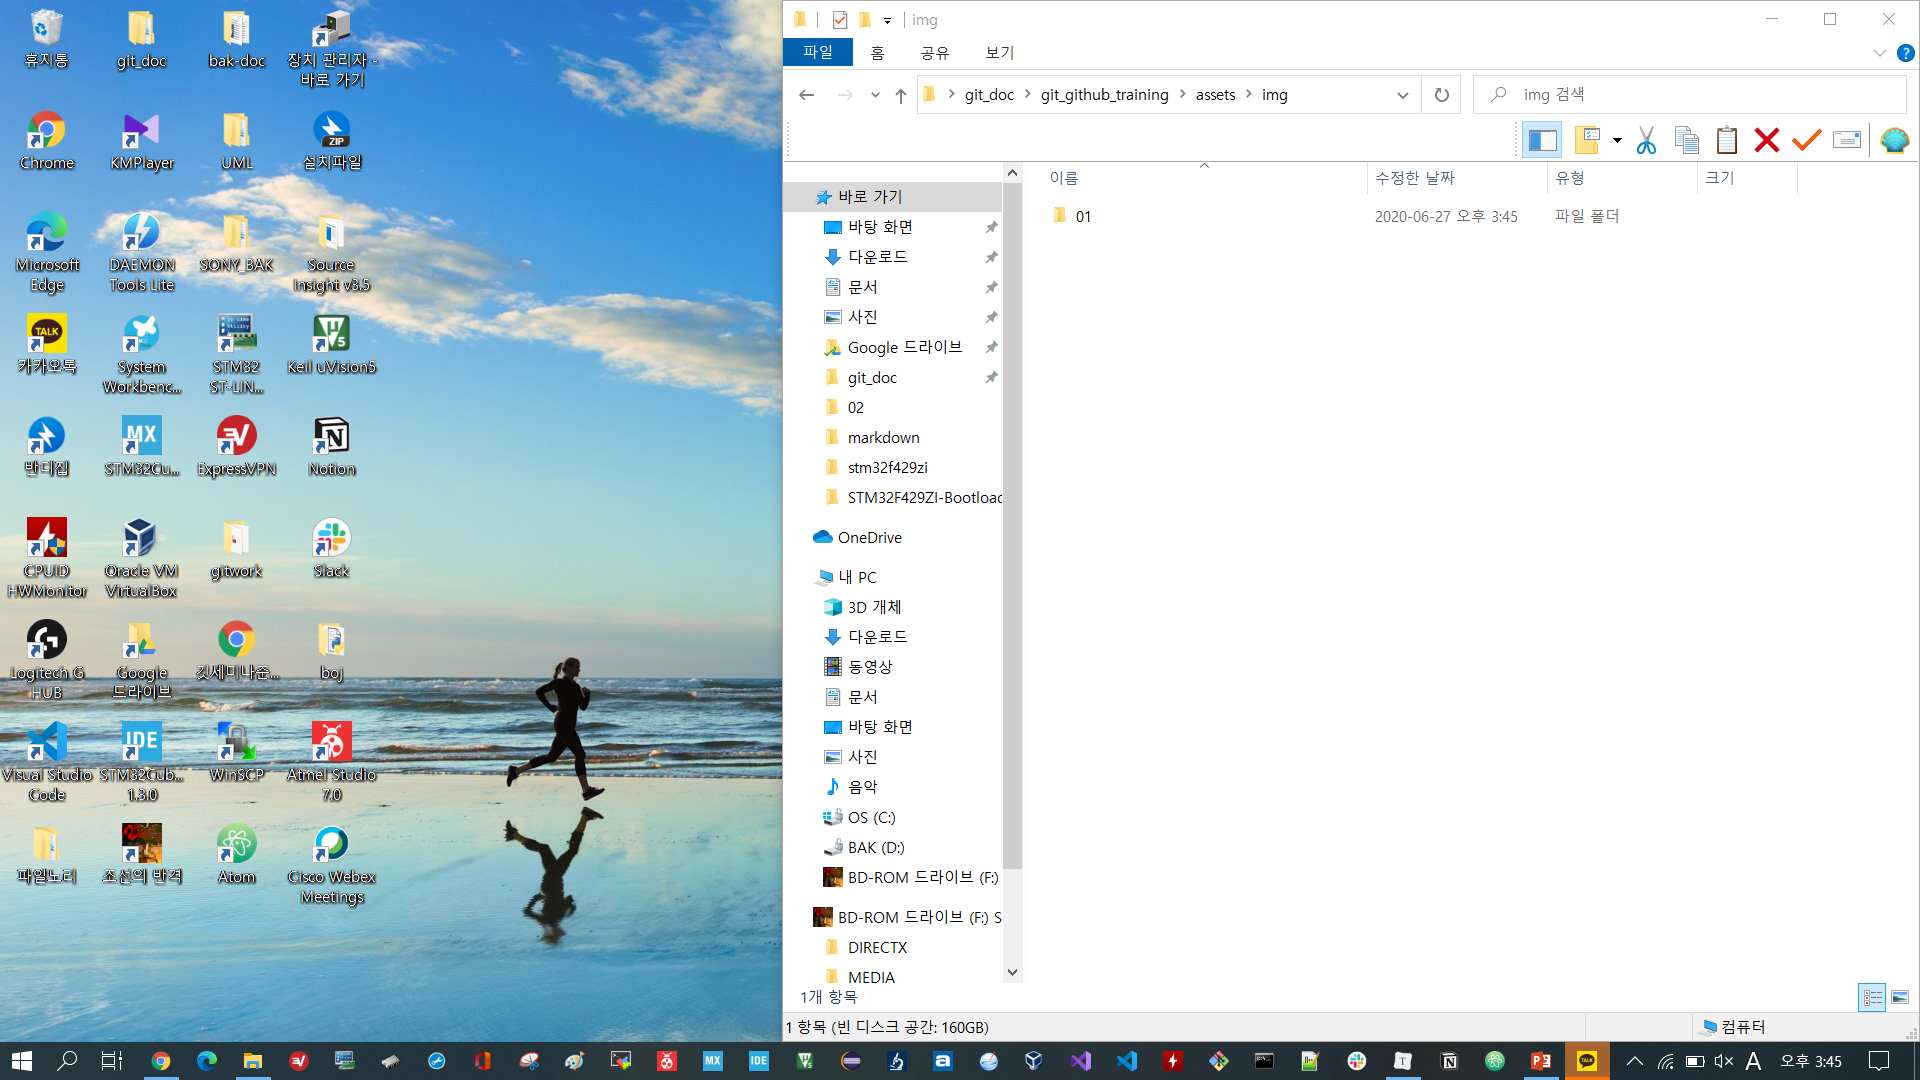 휴지통
git_doc
bak-doc
장치 관리자 -
바로 가기
Chrome
KMPlayer
UML
ZIP
설치파일
Microsoft
Edge
DAEMON
Tools Lite
SONY_BAK
Source
Insight v3.5
TALK
카카오톡
System
Workbenc...
STM32
ST-LIN...
Keil uVision5
반디집
MX
STM32Cu...
ExpressVPN
Notion
CPUID
HWMonitor
Oracle VM
VirtualBox
gitwork
Slack
Logitech G
HUB
Google
드라이브
깃세미나준...
boj
Visual Studio
Code
IDE
STM32Cub...
1.3.0
WinSCP
Atmel Studio
7.0
파일노리
조선의 반격
Atom
Cisco Webex
Meetings
img
파일
홈
공유
보기
git_doc > git_github_training > assets > img
img 검색
이름
수정한 날짜
유형
크기
01
2020-06-27 오후 3:45
파일 폴더
바로 가기
바탕 화면
다운로드
문서
사진
Google 드라이브
git_doc
02
markdown
stm32f429zi
STM32F429ZI-Bootloac
OneDrive
내 PC
3D 개체
다운로드
동영상
문서
바탕 화면
사진
음악
OS (C:)
BAK (D:)
BD-ROM 드라이브 (F:)
BD-ROM 드라이브 (F:) S
DIRECTX
MEDIA
1개 항목
1 항목 (빈 디스크 공간: 160GB)
컴퓨터
MX
IDE
A
오후 3:45